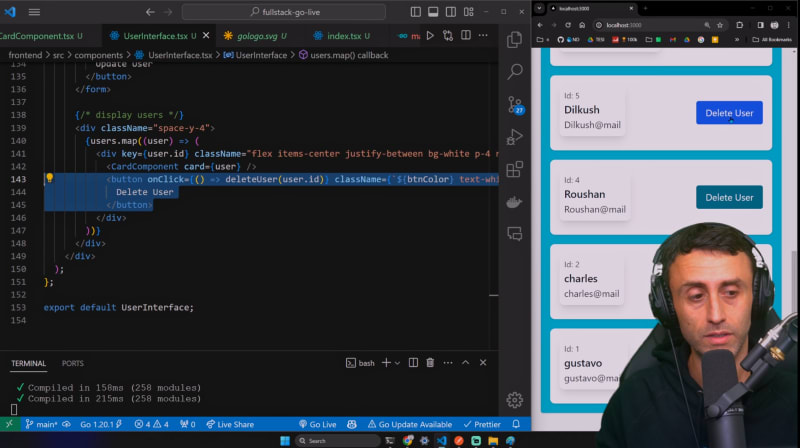 fullstack-go-live
localhost:3000
CardComponent.tsx
UserInterface.tsx
gologo.svg
index.tsx
localhost:3000
frontend > src > components > UserInterface.tsx > UserInterface > users.map() callback
TESI
100k
All Bookmarks
134 Update User
135 </button>
136 </form>
137
138 {/* display users */}
139 <div className="space-y-4">
140 {users.map((user) => (
141 <div key={user.id} className="flex items-center justify-between bg-white p-4 r
142 <CardComponent card={user} />
143 <button onClick={() => deleteUser(user.id)} className={`${btnColor} text-whi
144 Delete User
145 </button>
146 </div>
147 ))}
148 </div>
149 </div>
150 );
151 };
152
153 export default UserInterface;
154
Id: 5
Dilkush
Dilkush@mail
Delete User
Id: 4
Roushan
Roushan@mail
Delete User
Id: 2
charles
charles@mail
Id: 1
gustavo
gustavo@ma
27
TERMINAL
PORTS
bash
✓ Compiled in 158ms (258 modules)
✓ Compiled in 215ms (258 modules)
main*
Go 1.20.1
4
4
0
Live Share
Go Live
Go Update Available
Prettier
Search